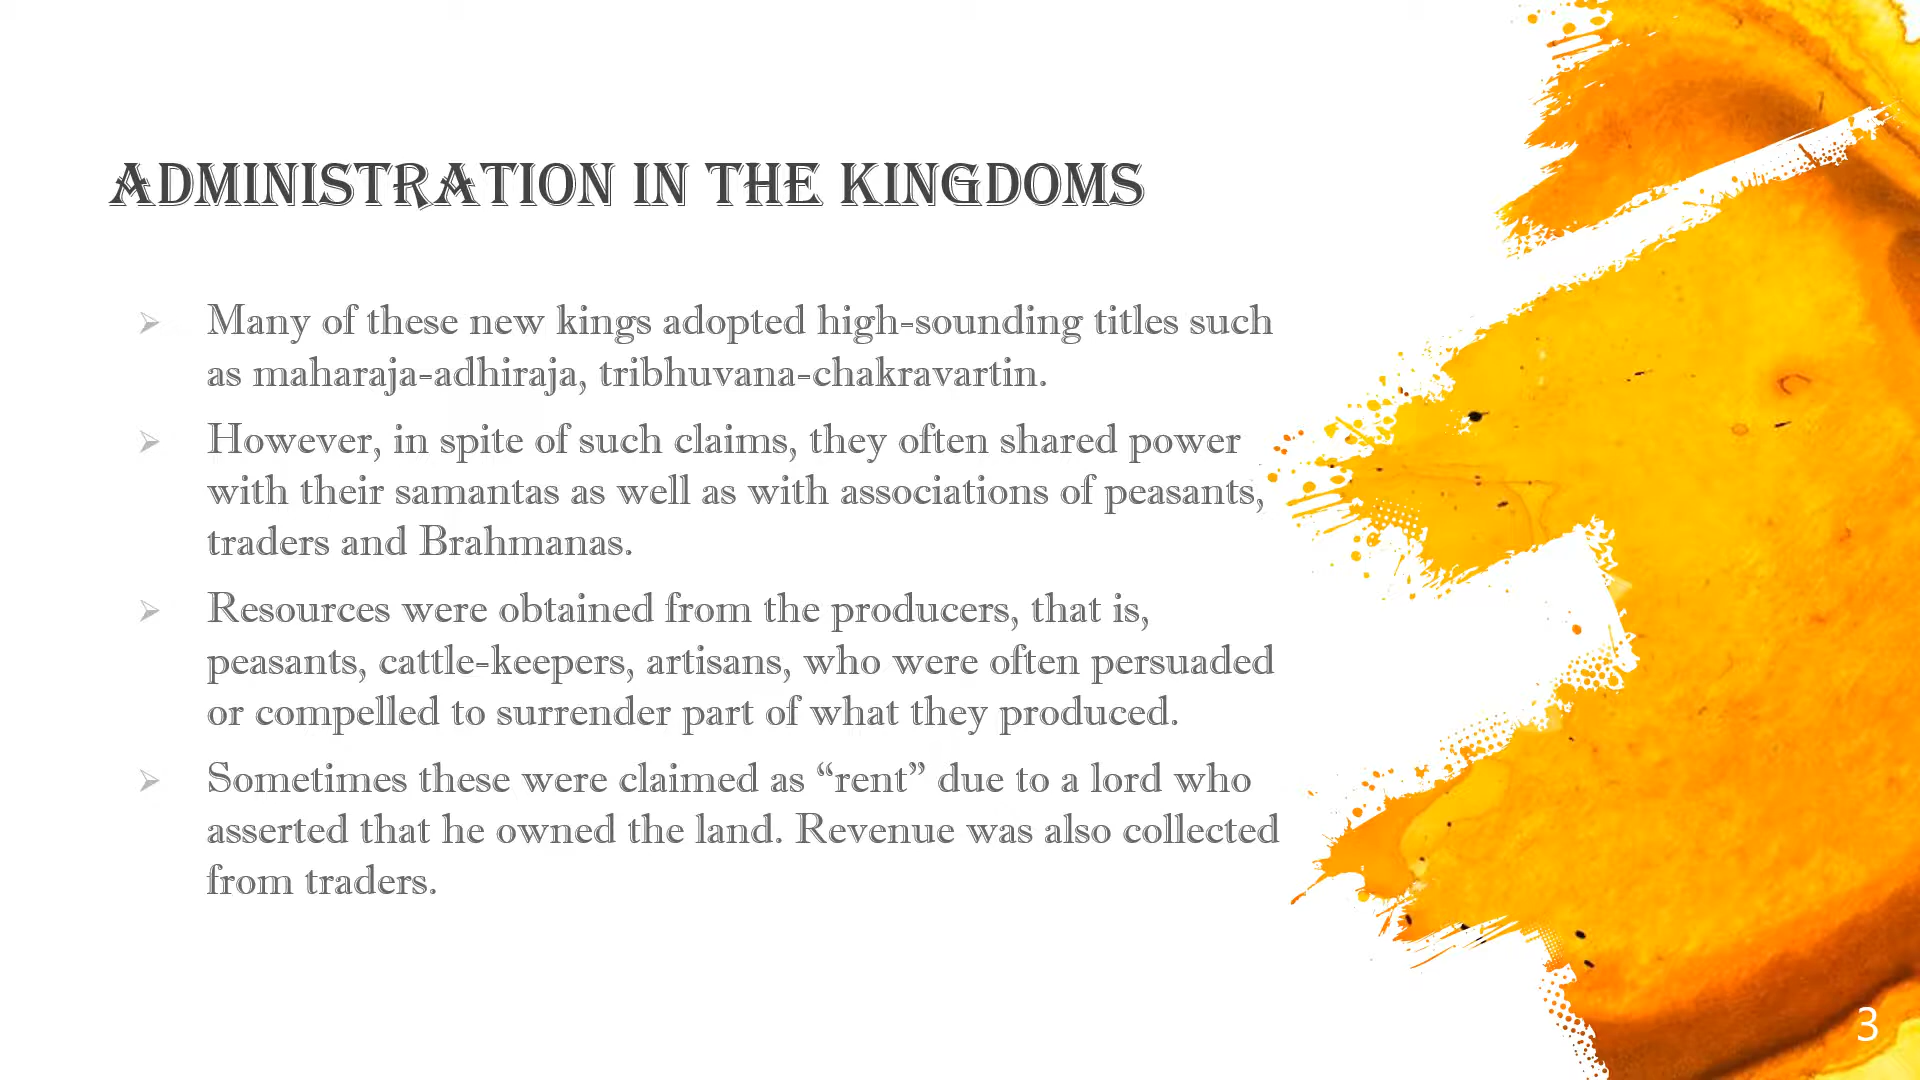 ADMINISTRATION IN THE KINGDOMS
Many of these new kings adopted high-sounding titles such
as maharaja-adhiraja, tribhuvana-chakravartin.
However, in spite of such claims, they often shared power
with their samantas as well as with associations of peasants,
traders and Brahmanas.
Resources were obtained from the producers, that is,
peasants, cattle-keepers, artisans, who were often persuaded
or compelled to surrender part of what they produced.
Sometimes these were claimed as “rent” due to a lord who
asserted that he owned the land. Revenue was also collected
from traders.
3